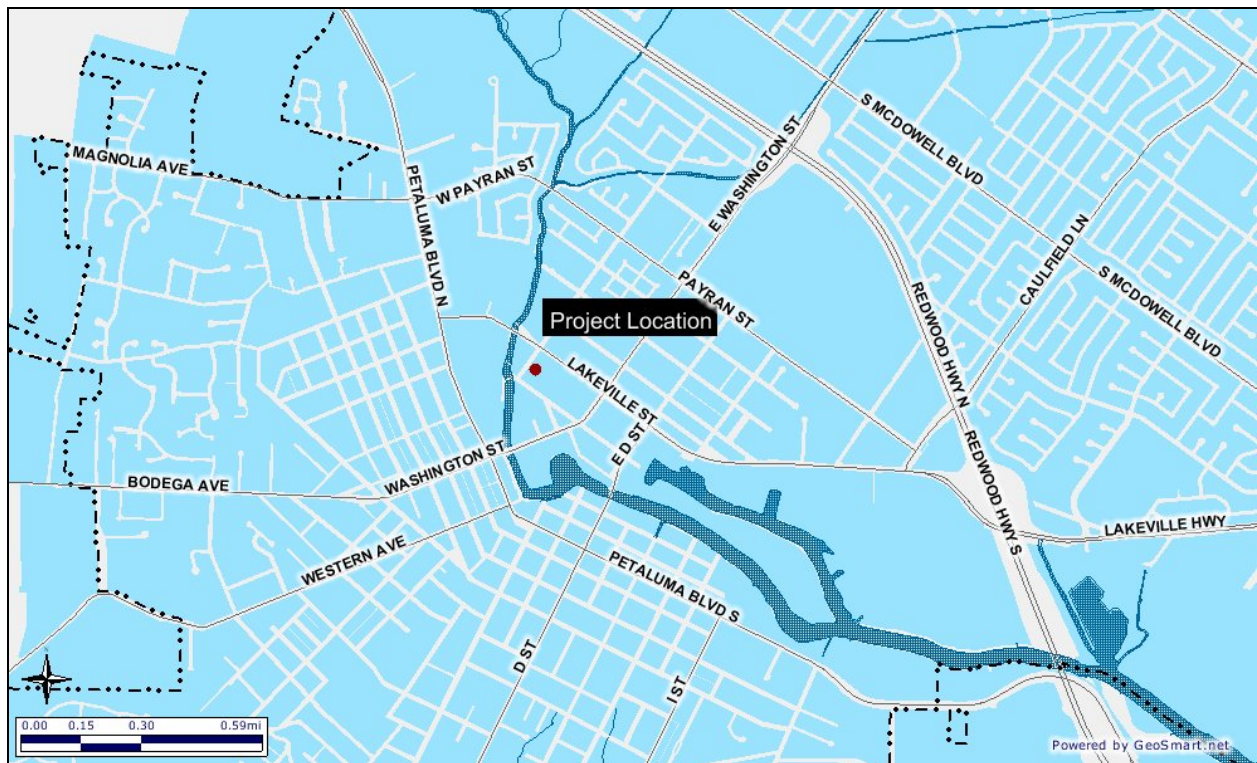 S MCDOWELL BLVD
MAGNOLIA AVE
W PAYRAN ST
E WASHINGTON ST
PETALUMA BLVD N
CAULFIELD LN
S MCDOWELL BLVD
PAYRAN ST
REDWOOD HWY N
Project Location
LAKEVILLE ST
E D ST
WASHINGTON ST
BODEGA AVE
REDWOOD HWY S
LAKEVILLE HWY
WESTERN AVE
PETALUMA BLVD S
D ST
I ST
0.00 0.15 0.30 0.59mi
Powered by GeoSmart.net